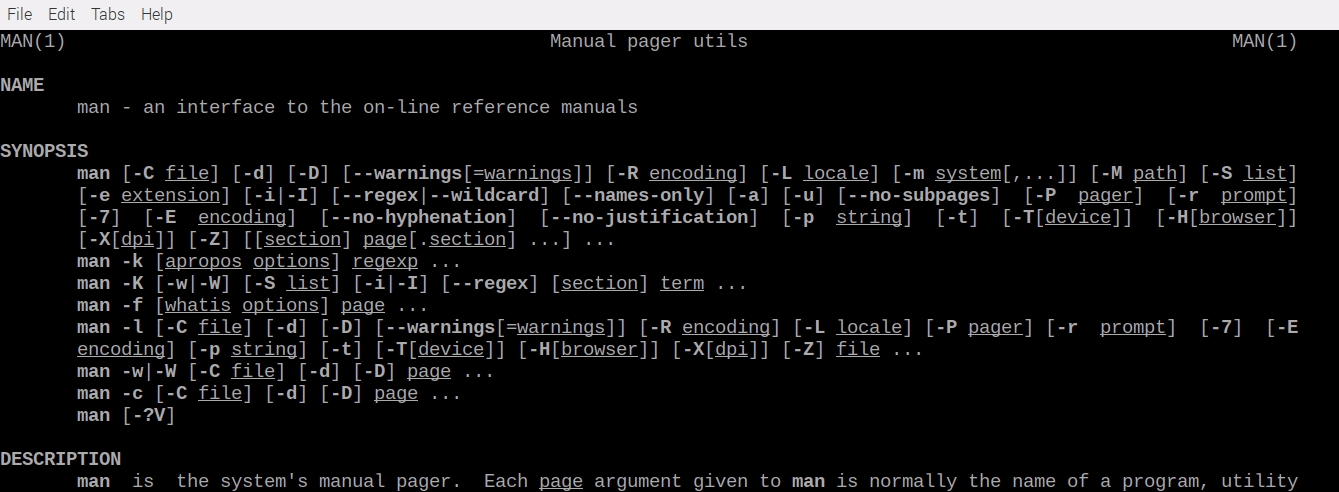 File Edit Tabs Help
MAN(1) Manual pager utils MAN(1)
NAME
man - an interface to the on-line reference manuals
SYNOPSIS
man [-C file] [-d] [-D] [--warnings[=warnings]] [-R encoding] [-L locale] [-m system[,...]] [-M path] [-S list]
[-e extension] [-i|-I] [--regex|--wildcard] [--names-only] [-a] [-u] [--no-subpages] [-P pager] [-r prompt]
[-7] [-E encoding] [--no-hyphenation] [--no-justification] [-p string] [-t] [-T[device]] [-H[browser]]
[-X[dpi]] [-Z] [[section] page[.section] ...] ...
man -k [apropos options] regexp ...
man -K [-w|-W] [-S list] [-i|-I] [--regex] [section] term ...
man -f [whatis options] page ...
man -l [-C file] [-d] [-D] [--warnings[=warnings]] [-R encoding] [-L locale] [-P pager] [-r prompt] [-7] [-E
encoding] [-p string] [-t] [-T[device]] [-H[browser]] [-X[dpi]] [-Z] file ...
man -w|-W [-C file] [-d] [-D] page ...
man -c [-C file] [-d] [-D] page ...
man [-?V]
DESCRIPTION
man is the system's manual pager. Each page argument given to man is normally the name of a program, utility